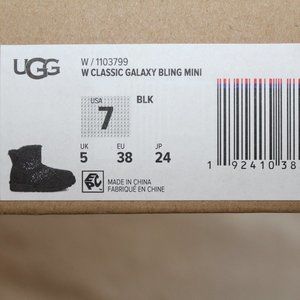 UGG
W / 1103799
W CLASSIC GALAXY BLING MINI
USA
7
BLK
UK EU JP
5 38 24
MADE IN CHINA
FABRIQUÉ EN CHINE
1 92410 38